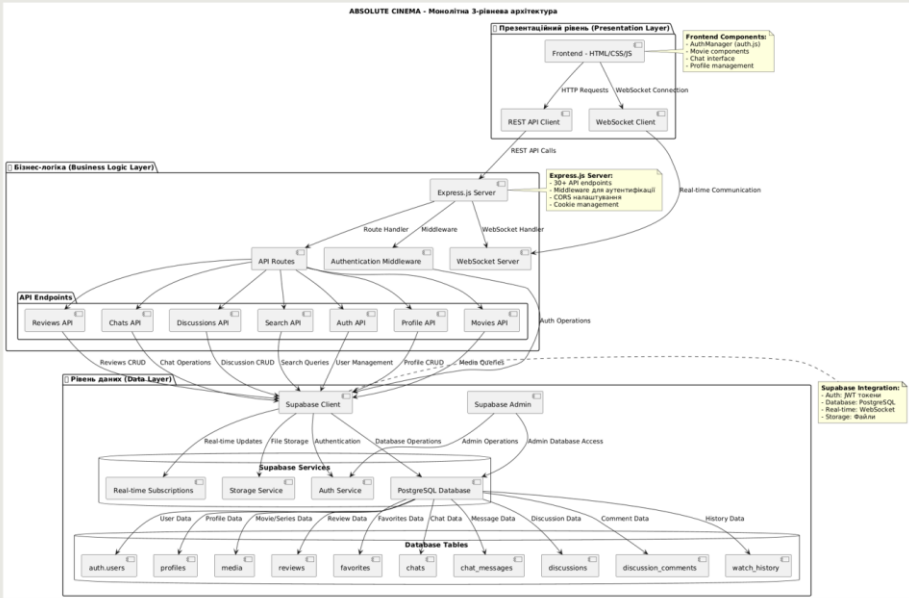 ABSOLUTE CINEMA - Монолітна 3-рівнева архітектура
Презентаційний рівень (Presentation Layer)
Frontend - HTML/CSS/JS
Frontend Components:
- AuthManager (auth.js)
- Movie components
- Chat interface
- Profile management
HTTP Requests
WebSocket Connection
REST API Client
WebSocket Client
REST API Calls
Real-time Communication
Бізнес-логіка (Business Logic Layer)
Express.js Server
Express.js Server:
- 30+ API endpoints
- Middleware для аутентифікації
- CORS налаштування
- Cookie management
Route Handler
Middleware
WebSocket Handler
API Routes
Authentication Middleware
WebSocket Server
API Endpoints
Reviews API
Chats API
Discussions API
Search API
Auth API
Profile API
Movies API
Auth Operations
Reviews CRUD
Chat Operations
Discussion CRUD
Search Queries
User Management
Profile CRUD
Media Queries
Рівень даних (Data Layer)
Supabase Client
Supabase Admin
Supabase Integration:
- Auth: JWT токени
- Database: PostgreSQL
- Real-time: WebSocket
- Storage: Файли
Real-time Updates
File Storage
Authentication
Database Operations
Admin Operations
Admin Database Access
Supabase Services
Real-time Subscriptions
Storage Service
Auth Service
PostgreSQL Database
User Data
Profile Data
Movie/Series Data
Review Data
Favorites Data
Chat Data
Message Data
Discussion Data
Comment Data
History Data
Database Tables
auth.users
profiles
media
reviews
favorites
chats
chat_messages
discussions
discussion_comments
watch_history